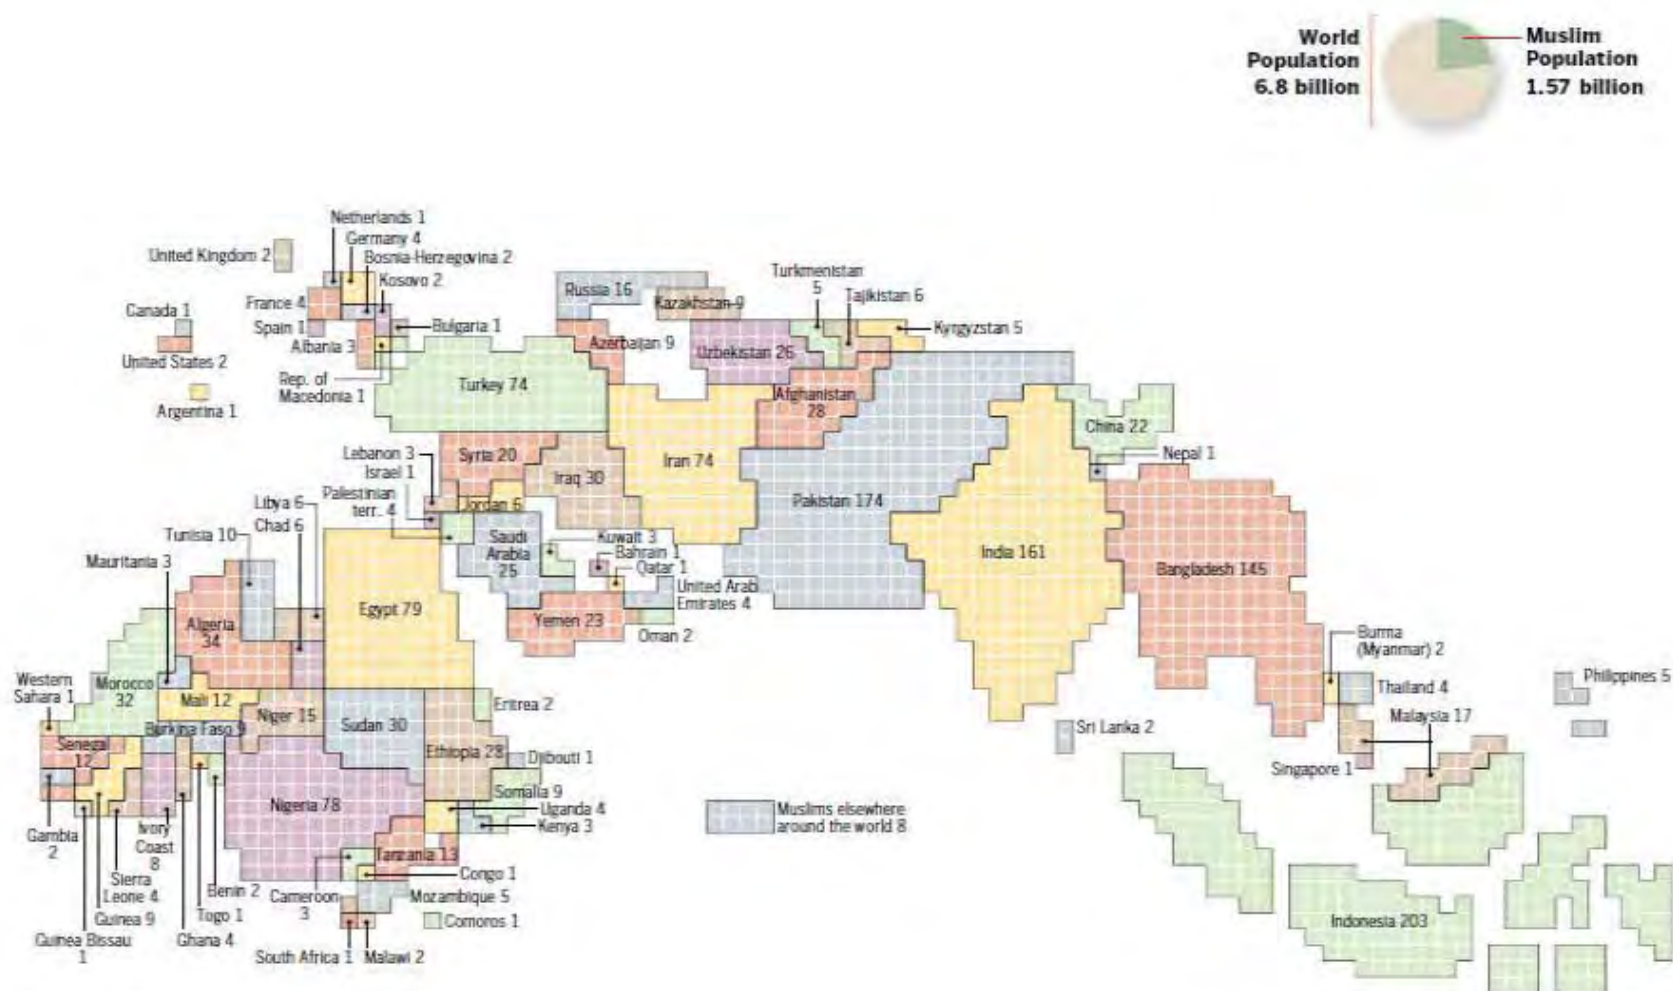 World
Population
6.8 billion
Muslim
Population
1.57 billion
Netherlands 1
Germany 4
United Kingdom 2
Bosnia-Herzegovina 2
Kosovo 2
France 4
Canada 1
Spain 1
Bulgaria 1
Albania 3
United States 2
Rep. of
Macedonia 1
Argentina 1
Russia 16
Kazakhstan 9
Turkmenistan
5
Tajikistan 6
Kyrgyzstan 5
Azerbaijan 9
Uzbekistan 26
Turkey 74
Afghanistan
28
China 22
Nepal 1
Lebanon 3
Israel 1
Palestinian
terr. 4
Syria 20
Iraq 30
Iran 74
Jordan 6
Pakistan 174
Libya 6
Chad 6
Tunisia 10
Mauritania 3
Saudi
Arabia
25
Kuwait 3
Bahrain 1
Qatar 1
United Arab
Emirates 4
Oman 2
Yemen 23
India 161
Bangladesh 145
Egypt 79
Algeria
34
Burma
(Myanmar) 2
Western
Sahara 1
Morocco
32
Mali 12
Niger 15
Sudan 30
Eritrea 2
Thailand 4
Philippines 5
Malaysia 17
Burkina Faso 9
Senegal
12
Ethiopia 28
Djibouti 1
Sri Lanka 2
Singapore 1
Somalia 9
Nigeria 78
Uganda 4
Kenya 3
Muslims elsewhere
around the world 8
Gambia
2
Ivory
Coast
8
Tanzania 13
Congo 1
Sierra
Leone 4
Benin 2
Cameroon
3
Mozambique 5
Guinea 9
Togo 1
Comoros 1
Guinea Bissau
1
Ghana 4
South Africa 1
Malawi 2
Indonesia 203